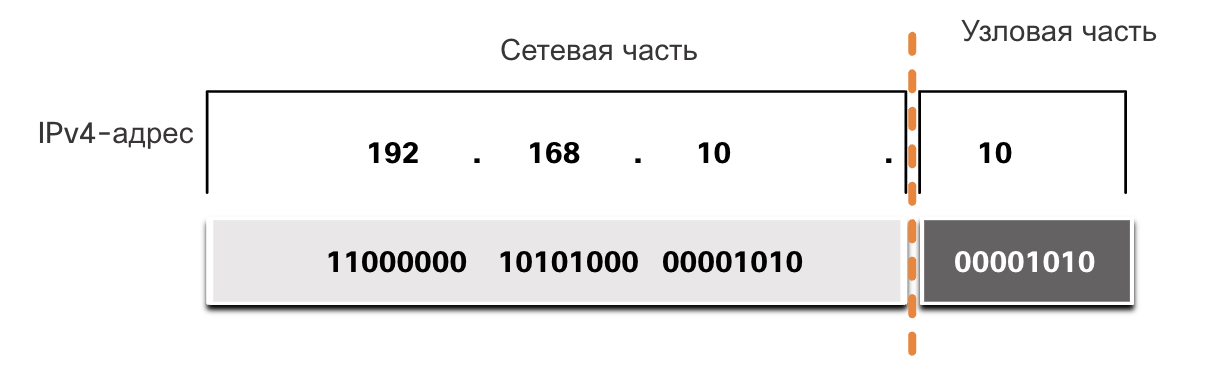 Узловая часть
Сетевая часть
IPv4-адрес
192 . 168 . 10 . 10
11000000 10101000 00001010 00001010